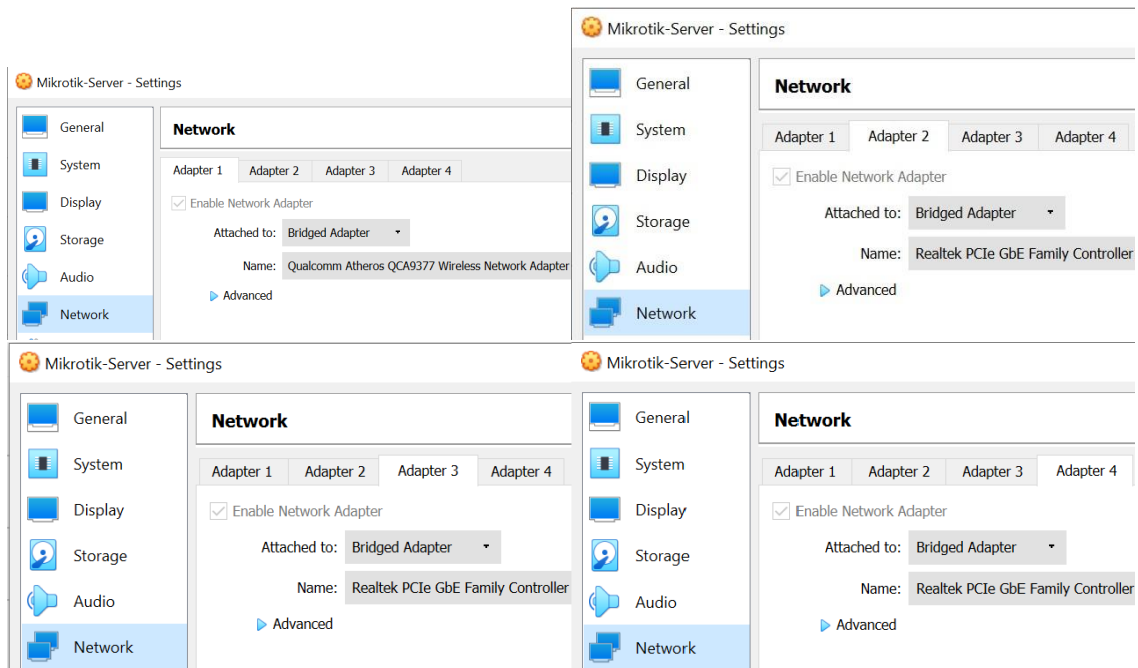 Mikrotik-Server - Settings
General
System
Display
Storage
Audio
Network
Network
Adapter 1 Adapter 2 Adapter 3 Adapter 4
Enable Network Adapter
Attached to: Bridged Adapter
Name: Qualcomm Atheros QCA9377 Wireless Network Adapter
Advanced
Mikrotik-Server - Settings
General
System
Display
Storage
Audio
Network
Network
Adapter 1 Adapter 2 Adapter 3 Adapter 4
Enable Network Adapter
Attached to: Bridged Adapter
Name: Realtek PCIe GbE Family Controller
Advanced
Mikrotik-Server - Settings
General
System
Display
Storage
Audio
Network
Network
Adapter 1 Adapter 2 Adapter 3 Adapter 4
Enable Network Adapter
Attached to: Bridged Adapter
Name: Realtek PCIe GbE Family Controller
Advanced
Mikrotik-Server - Settings
General
System
Display
Storage
Audio
Network
Network
Adapter 1 Adapter 2 Adapter 3 Adapter 4
Enable Network Adapter
Attached to: Bridged Adapter
Name: Realtek PCIe GbE Family Controller
Advanced